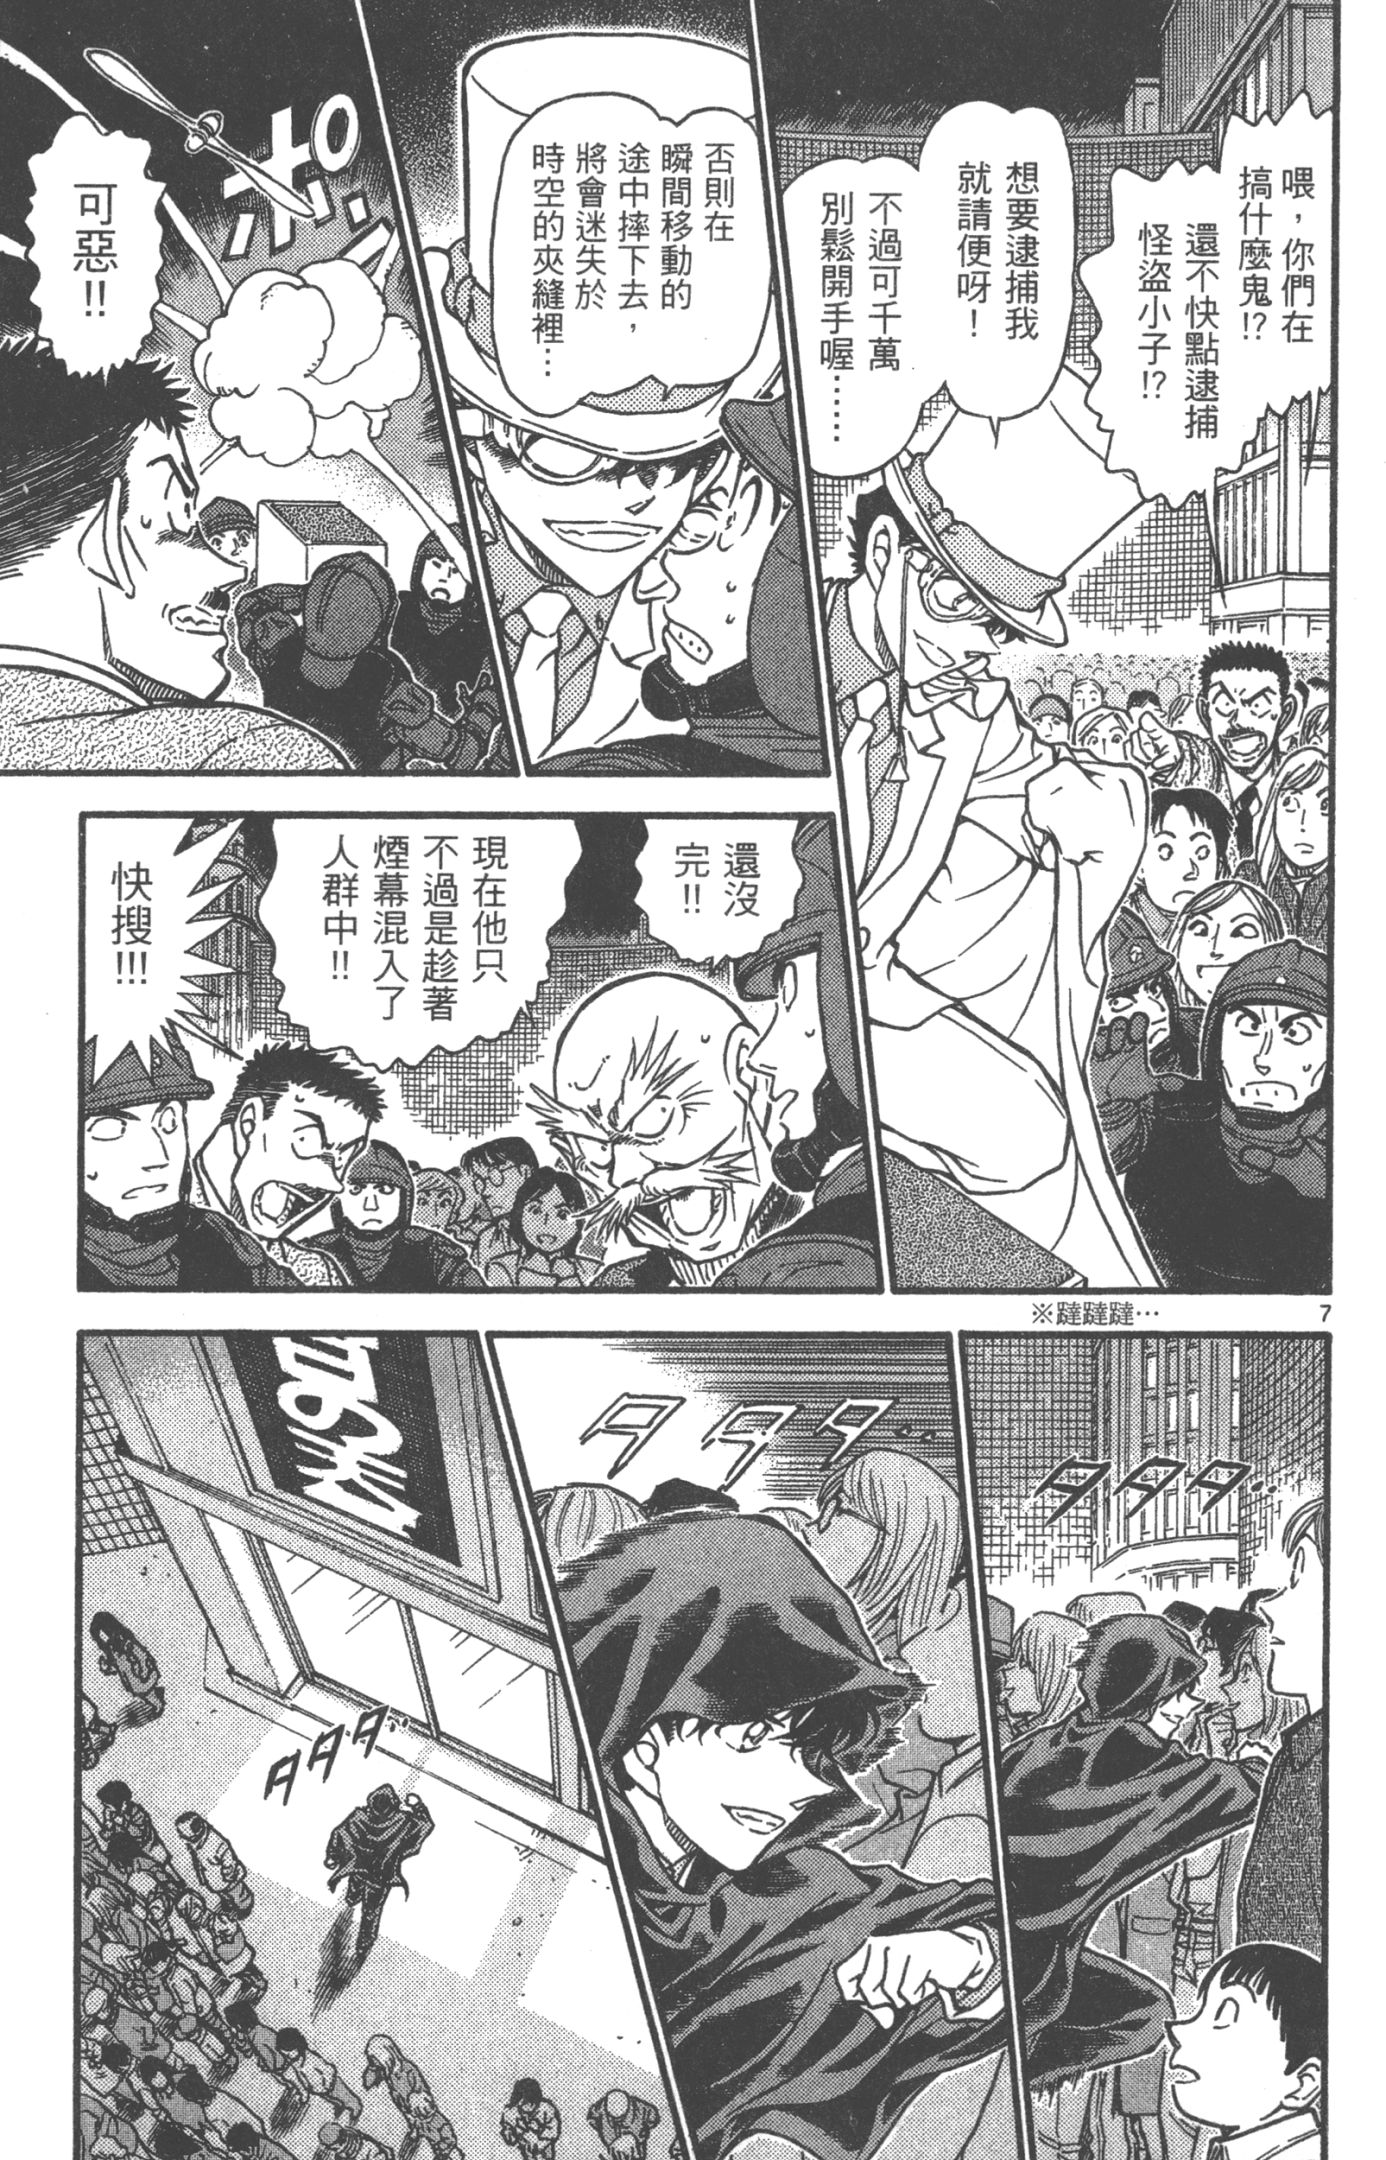 喂，你們在
搞什麼鬼!?
還不快點逮捕
怪盜小子!?
想要逮捕我
就請便呀！
不過可千萬
別鬆開手喔……
否則在
瞬間移動的
途中摔下去，
將會迷失於
時空的夾縫裡…
ポ
可惡!!
還沒
完!!
現在他只
不過是趁著
煙幕混入了
人群中!!
快搜!!!
※躂躂躂…
7
タタタ…
タタタ…
タタタ…